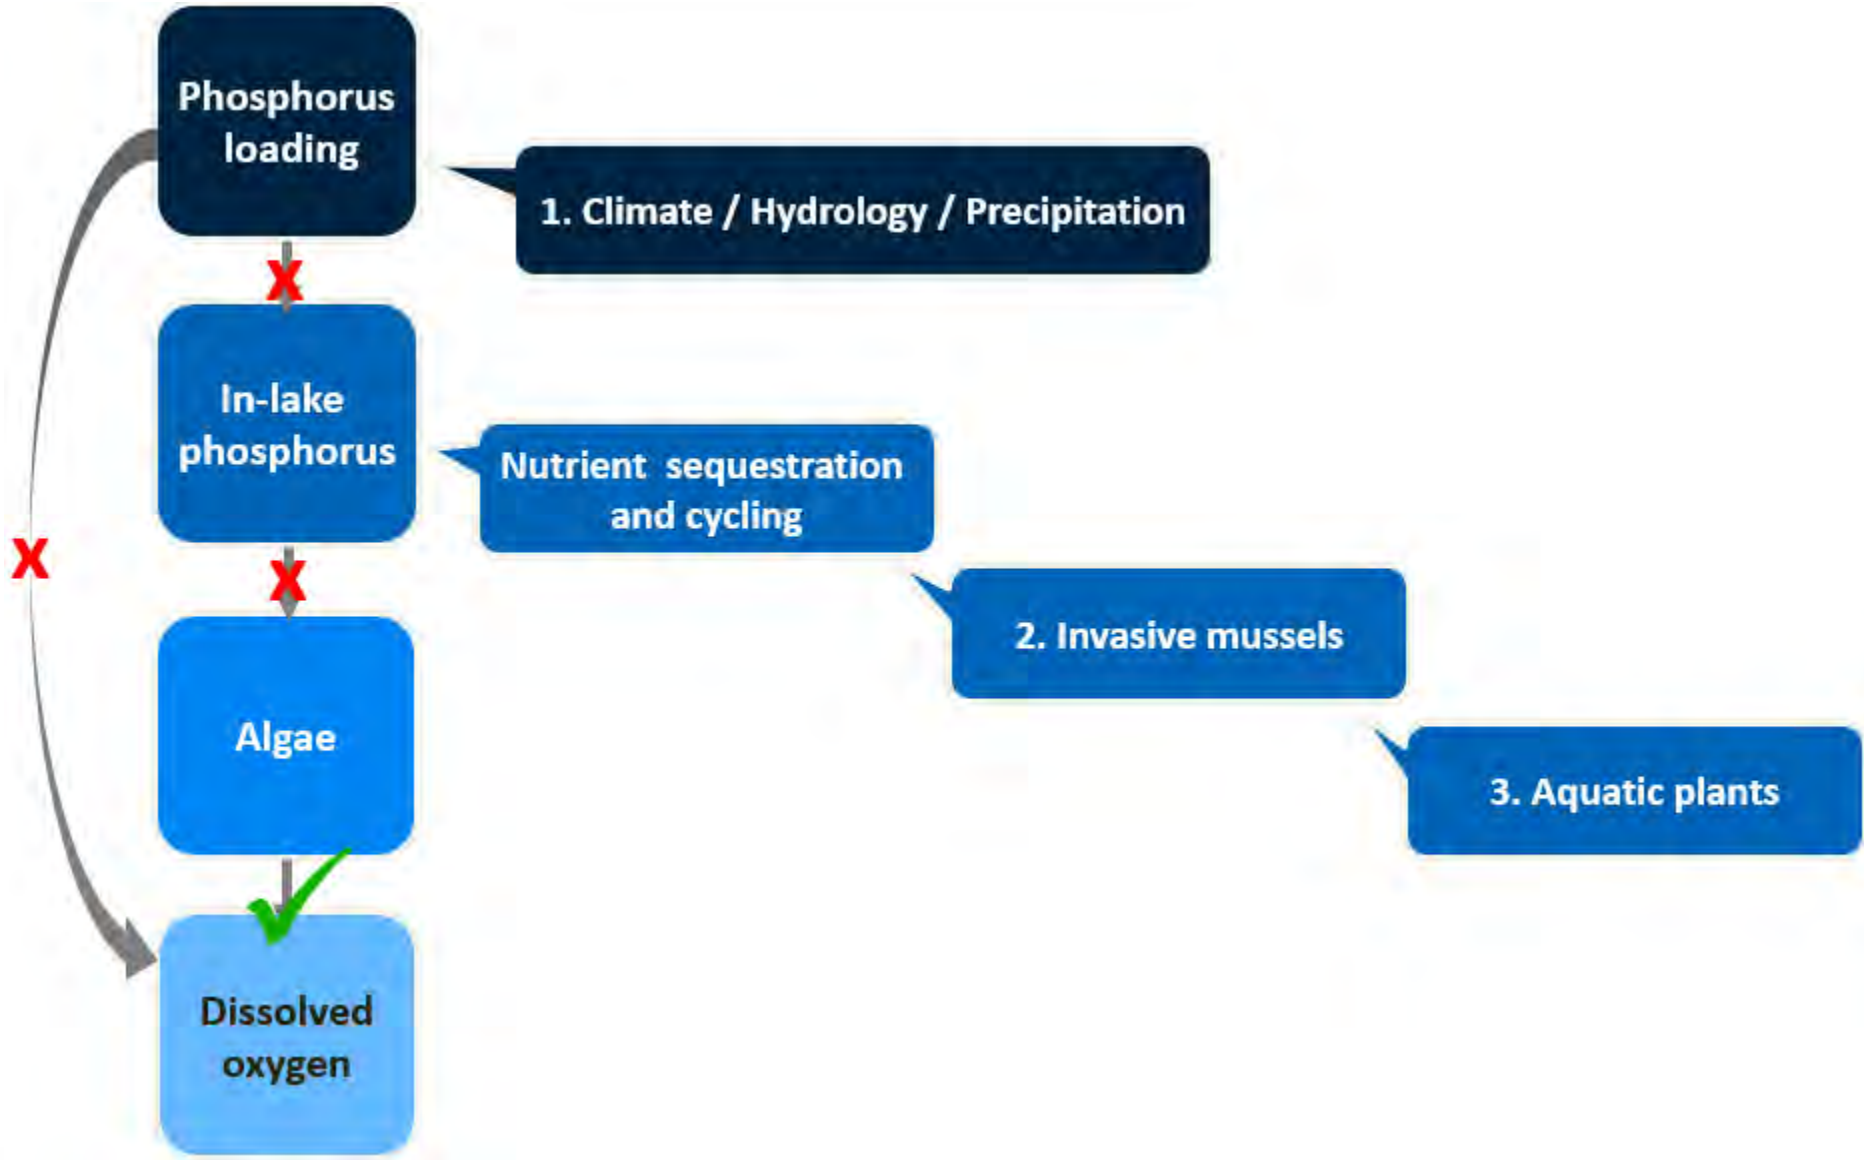 Phosphorus
loading
1. Climate / Hydrology / Precipitation
X
In-lake
phosphorus
Nutrient sequestration
and cycling
X
X
2. Invasive mussels
Algae
3. Aquatic plants
Dissolved
oxygen